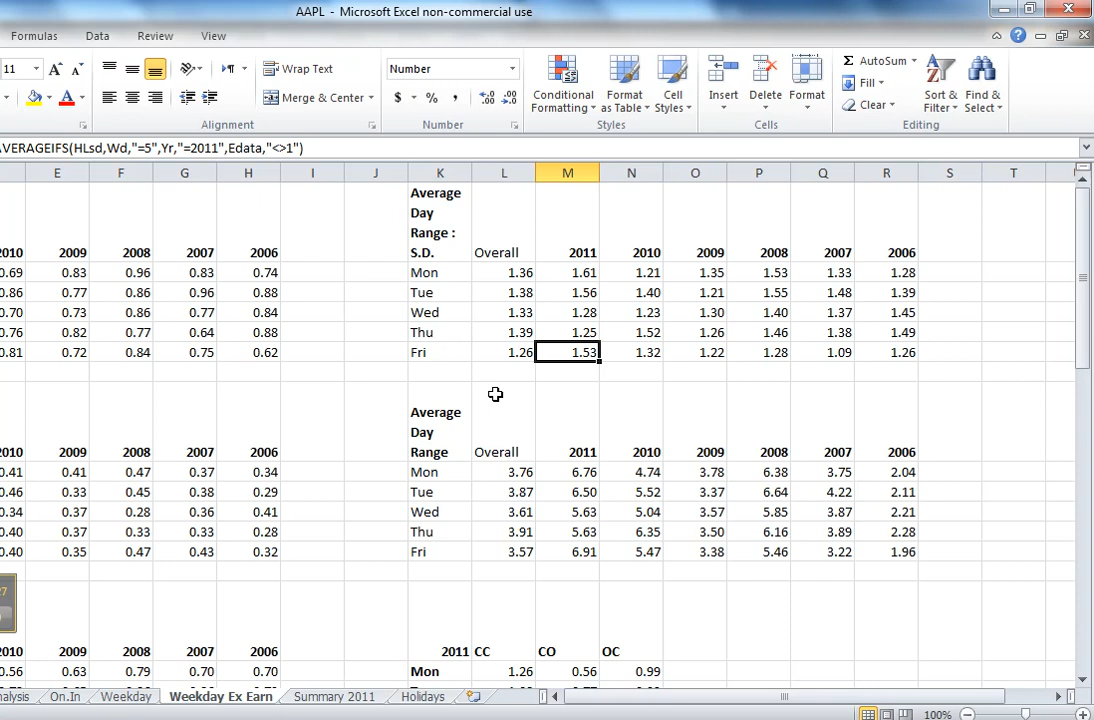 AAPL - Microsoft Excel non-commercial use
Formulas Data Review View
11 A A Wrap Text Number AutoSum
Fill
A Merge & Center $ % , .0 .00 .00 .0 Conditional Formatting Format as Table Cell Styles Insert Delete Format Clear Sort & Filter Find & Select
Alignment Number Styles Cells Editing
AVERAGEIFS(HLsd,Wd,"=5",Yr,"=2011",Edata,"<>1")
E F G H I J K L M N O P Q R S T
Average
Day
Range :
2010 2009 2008 2007 2006 S.D. Overall 2011 2010 2009 2008 2007 2006
0.69 0.83 0.96 0.83 0.74 Mon 1.36 1.61 1.21 1.35 1.53 1.33 1.28
0.86 0.77 0.86 0.96 0.88 Tue 1.38 1.56 1.40 1.21 1.55 1.48 1.39
0.70 0.73 0.86 0.77 0.84 Wed 1.33 1.28 1.23 1.30 1.40 1.37 1.45
0.76 0.82 0.77 0.64 0.88 Thu 1.39 1.25 1.52 1.26 1.46 1.38 1.49
0.81 0.72 0.84 0.75 0.62 Fri 1.26 1.53 1.32 1.22 1.28 1.09 1.26
Average
Day
2010 2009 2008 2007 2006 Range Overall 2011 2010 2009 2008 2007 2006
0.41 0.41 0.47 0.37 0.34 Mon 3.76 6.76 4.74 3.78 6.38 3.75 2.04
0.46 0.33 0.45 0.38 0.29 Tue 3.87 6.50 5.52 3.37 6.64 4.22 2.11
0.34 0.37 0.28 0.36 0.41 Wed 3.61 5.63 5.04 3.57 5.85 3.87 2.21
0.40 0.37 0.33 0.33 0.28 Thu 3.91 5.63 6.35 3.50 6.16 3.89 2.28
0.40 0.35 0.47 0.43 0.32 Fri 3.57 6.91 5.47 3.38 5.46 3.22 1.96
27
2010 2009 2008 2007 2006 2011 CC CO OC
0.56 0.63 0.79 0.70 0.70 Mon 1.26 0.56 0.99
nalysis On.In Weekday Weekday Ex Earn Summary 2011 Holidays
100%